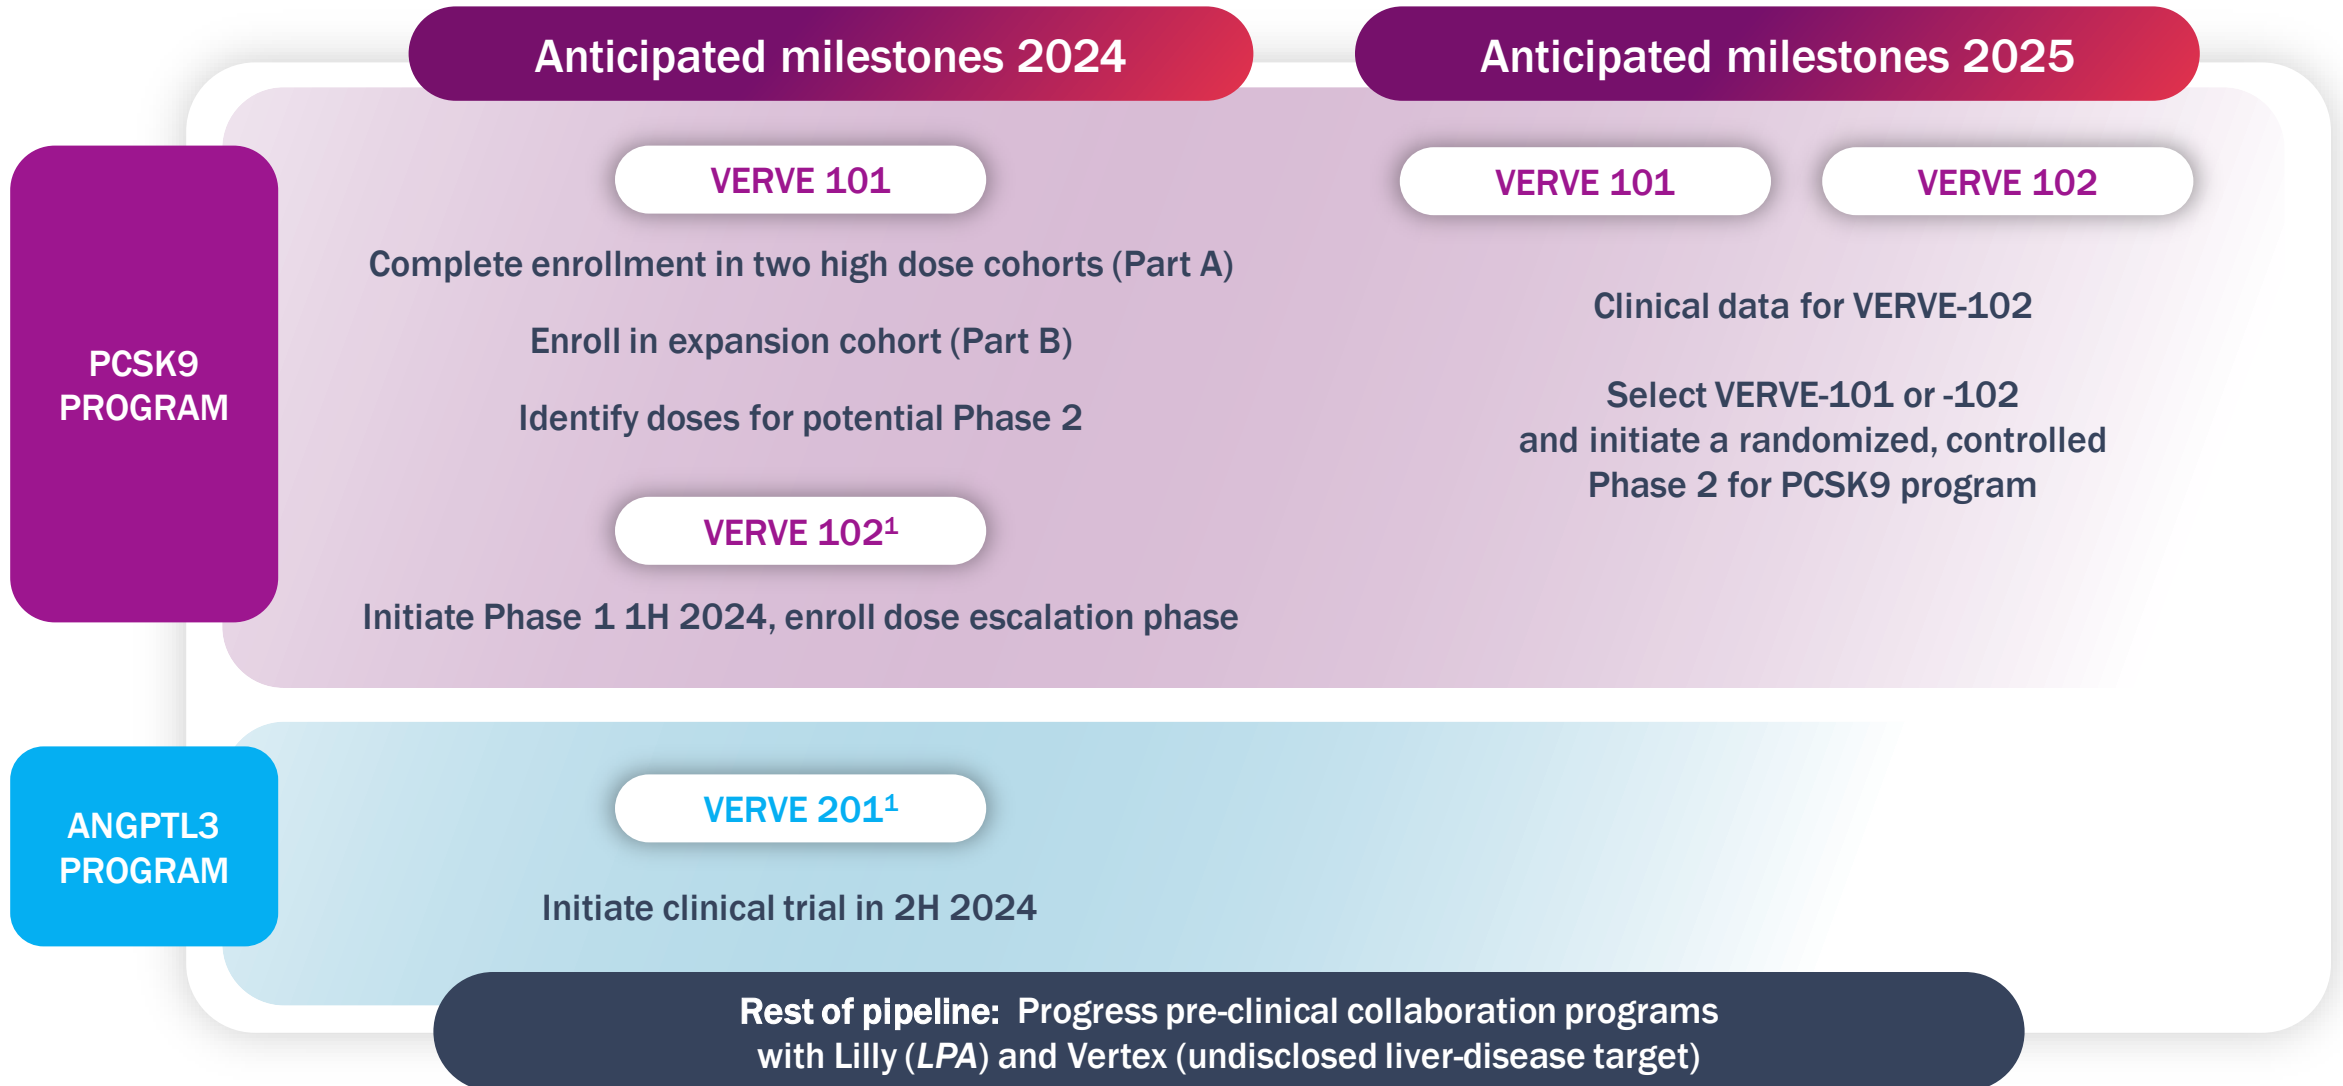 Anticipated milestones 2024
Anticipated milestones 2025
PCSK9
PROGRAM
VERVE 101
Complete enrollment in two high dose cohorts (Part A)
Enroll in expansion cohort (Part B)
Identify doses for potential Phase 2
VERVE 102¹
Initiate Phase 1 1H 2024, enroll dose escalation phase
VERVE 101
VERVE 102
Clinical data for VERVE-102
Select VERVE-101 or -102
and initiate a randomized, controlled
Phase 2 for PCSK9 program
ANGPTL3
PROGRAM
VERVE 201¹
Initiate clinical trial in 2H 2024
Rest of pipeline: Progress pre-clinical collaboration programs
with Lilly (LPA) and Vertex (undisclosed liver-disease target)